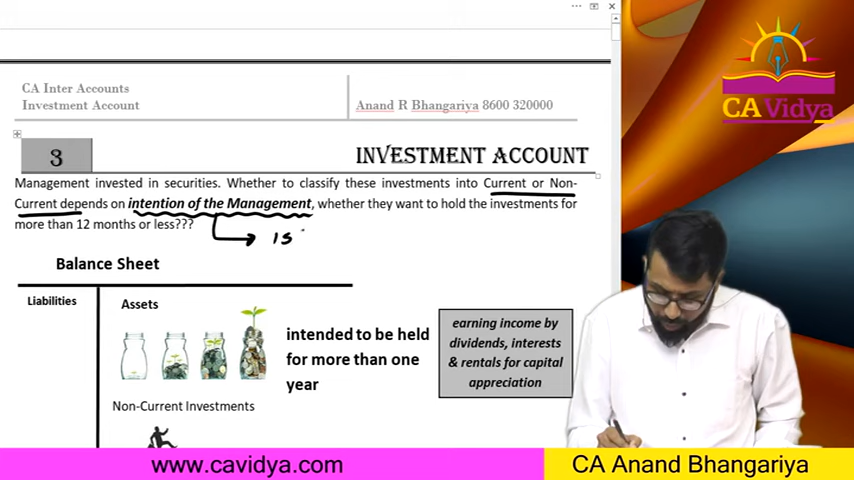 CA Inter Accounts
Investment Account
Anand R Bhangariya 8600 320000
CA Vidya
3
INVESTMENT ACCOUNT
Management invested in securities. Whether to classify these investments into Current or Non-
Current depends on intention of the Management, whether they want to hold the investments for
more than 12 months or less???
is
Balance Sheet
Liabilities
Assets
intended to be held
for more than one
year
earning income by
dividends, interests
& rentals for capital
appreciation
Non-Current Investments
www.cavidya.com
CA Anand Bhangariya